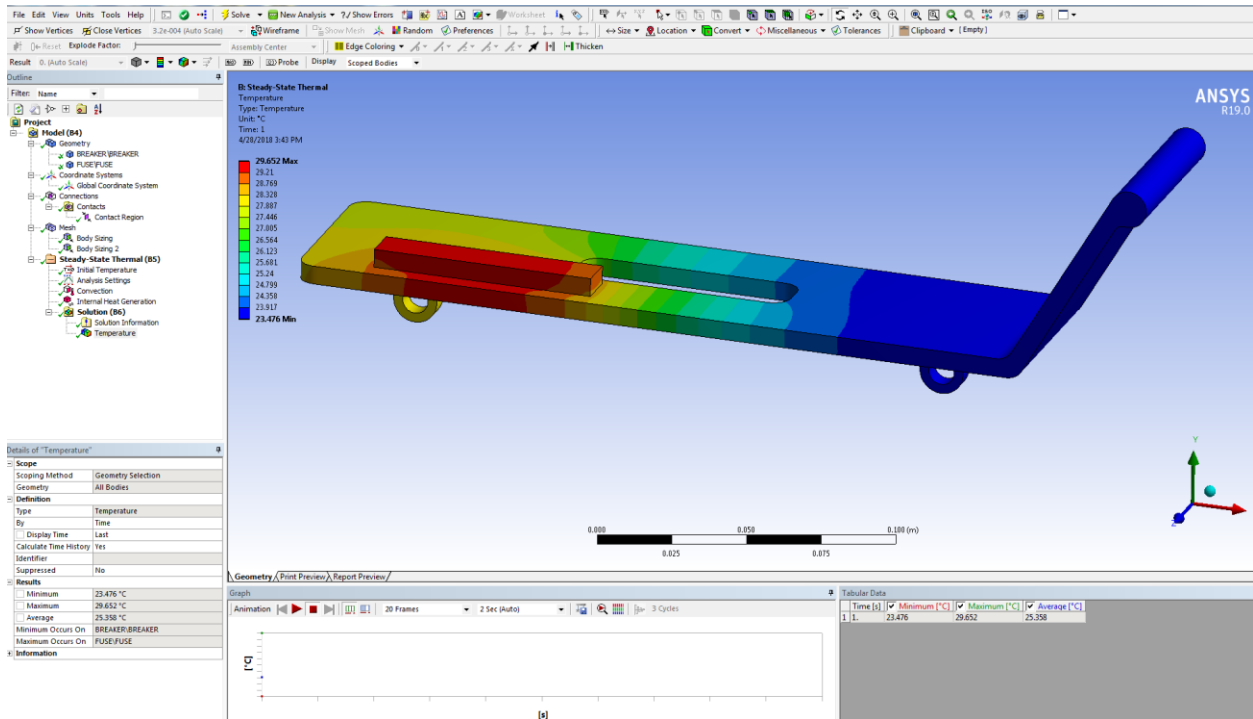 File Edit View Units Tools Help Solve New Analysis ?/ Show Errors Worksheet
Show Vertices Close Vertices 3.2e-004 (Auto Scale) Wireframe Show Mesh Random Preferences Size Location Convert Miscellaneous Tolerances Clipboard [Empty]
Reset Explode Factor: Assembly Center Edge Coloring Thicken
Result 0. (Auto Scale) Probe Display Scoped Bodies
Outline
Filter: Name
Project
Model (B4)
Geometry
BREAKER\BREAKER
FUSE\FUSE
Coordinate Systems
Global Coordinate System
Connections
Contacts
Contact Region
Mesh
Body Sizing
Body Sizing 2
Steady-State Thermal (B5)
Initial Temperature
Analysis Settings
Convection
Internal Heat Generation
Solution (B6)
Solution Information
Temperature
B: Steady-State Thermal
Temperature
Type: Temperature
Unit: °C
Time: 1
4/28/2018 3:43 PM
29.652 Max
29.21
28.769
28.328
27.887
27.446
27.005
26.564
26.123
25.681
25.24
24.799
24.358
23.917
23.476 Min
ANSYS
R19.0
0.000 0.050 0.100 (m)
0.025 0.075
Y
Z
Geometry Print Preview Report Preview
Details of "Temperature"
Scope
Scoping Method Geometry Selection
Geometry All Bodies
Definition
Type Temperature
By Time
Display Time Last
Calculate Time History Yes
Identifier
Suppressed No
Results
Minimum 23.476 °C
Maximum 29.652 °C
Average 25.358 °C
Minimum Occurs On BREAKER\BREAKER
Maximum Occurs On FUSE\FUSE
Information
Graph
Animation 20 Frames 2 Sec (Auto) 3 Cycles
[°C]
[s]
Tabular Data
Time [s] Minimum [°C] Maximum [°C] Average [°C]
1 1. 23.476 29.652 25.358